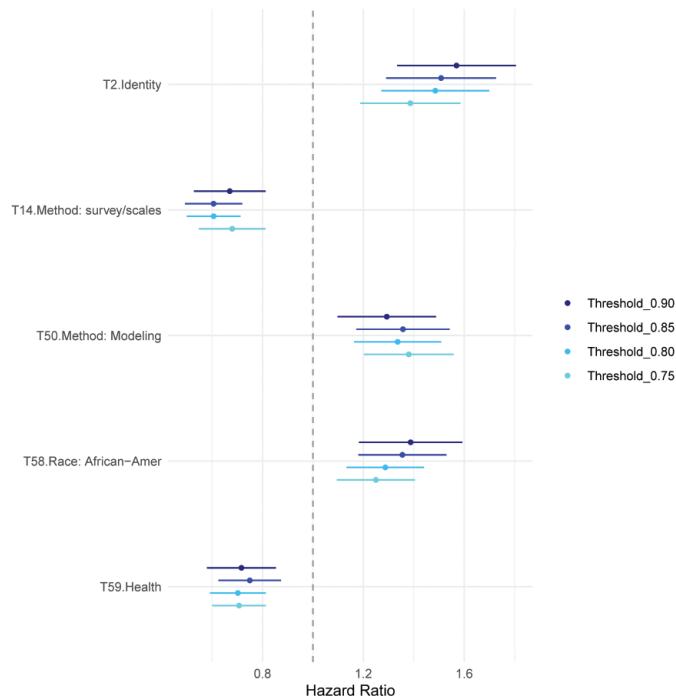 T2.Identity
T14.Method: survey/scales
T50.Method: Modeling
T58.Race: African−Amer
T59.Health
Threshold_0.90
Threshold_0.85
Threshold_0.80
Threshold_0.75
0.8 1.2 1.6
Hazard Ratio